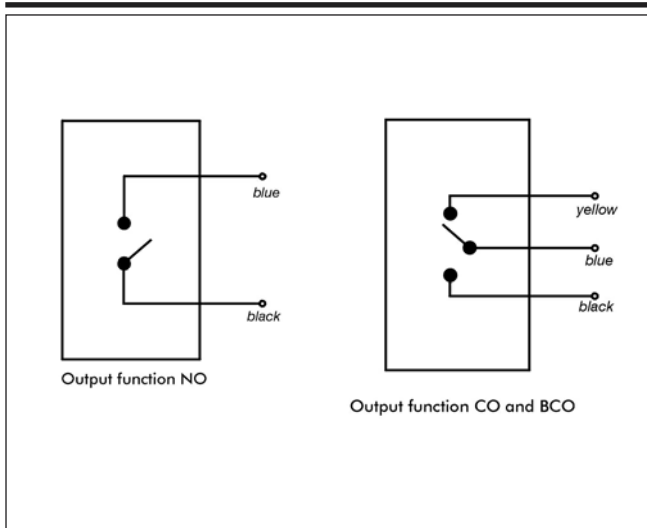 blue
black
Output function NO
yellow
blue
black
Output function CO and BCO